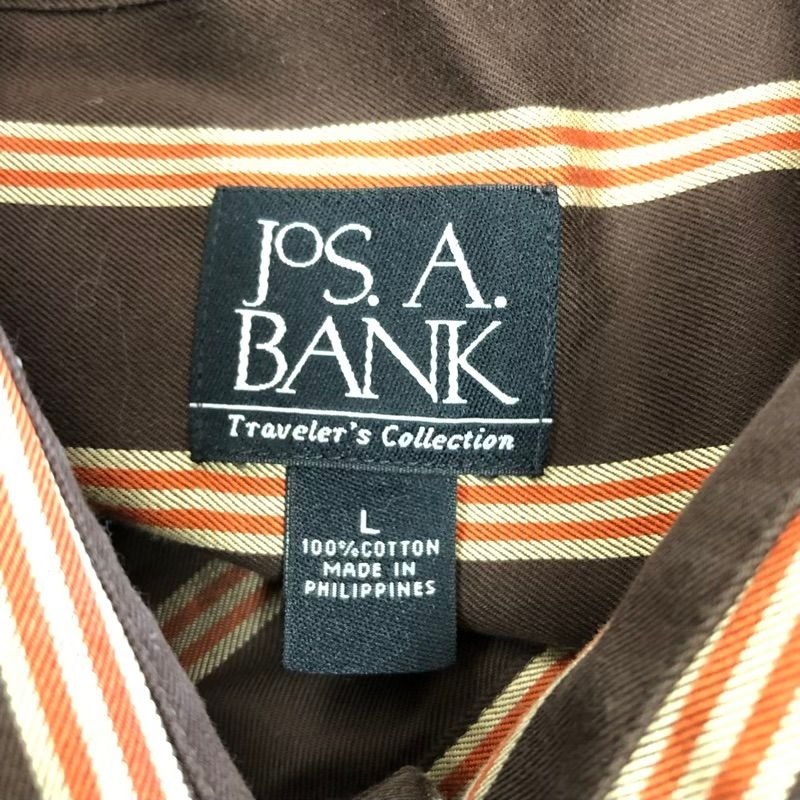 JOS. A.
BANK
Traveler's Collection
L
100%COTTON
MADE IN
PHILIPPINES